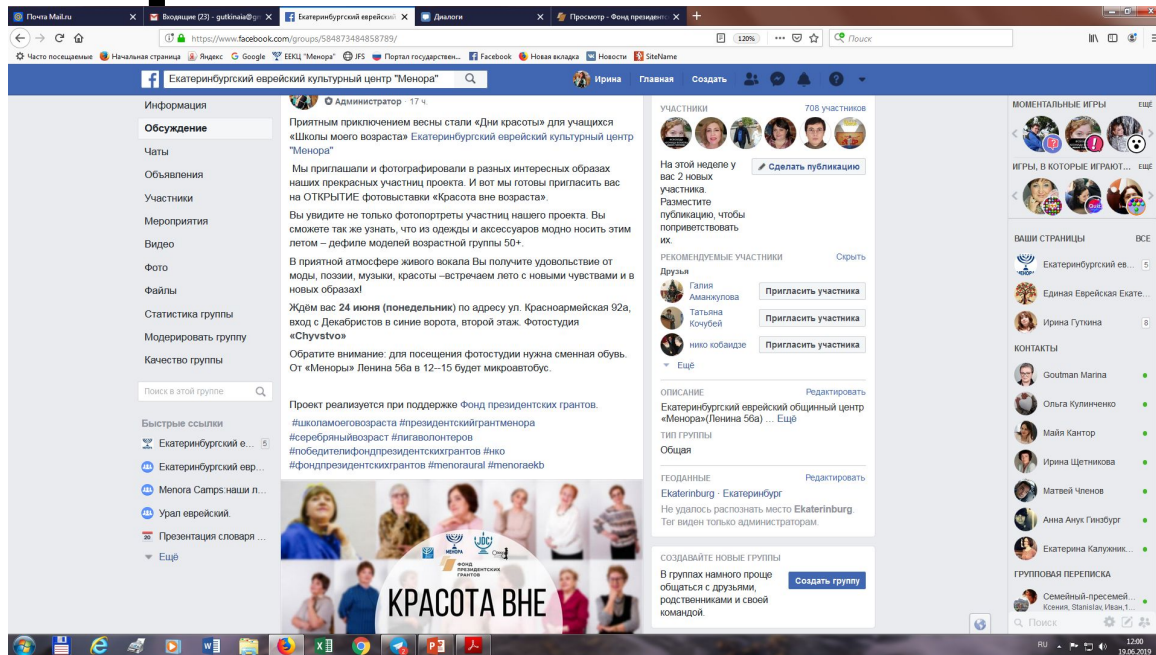 Почта Mail.ru
Входящие (23) - gutkinaia@gm
Екатеринбургский еврейский
Диалоги
Просмотр - Фонд президентс
https://www.facebook.com/groups/584873484858789/
120%
Поиск
Часто посещаемые
Начальная страница
Яндекс
Google
ЕЕКЦ "Менора"
JFS
Портал государствен...
Facebook
Новая вкладка
Новости
SiteName
Екатеринбургский еврейский культурный центр "Менора"
Ирина
Главная
Создать
Информация
Обсуждение
Чаты
Объявления
Участники
Мероприятия
Видео
Фото
Файлы
Статистика группы
Модерировать группу
Качество группы
Поиск в этой группе
Быстрые ссылки
Екатеринбургский е... 5
Екатеринбургский евр...
Menora Camps:наши л...
Урал еврейский.
Презентация словаря ...
Ещё
Администратор · 17 ч.
Приятным приключением весны стали «Дни красоты» для учащихся
«Школы моего возраста» Екатеринбургский еврейский культурный центр
"Менора"
Мы приглашали и фотографировали в разных интересных образах
наших прекрасных участниц проекта. И вот мы готовы пригласить вас
на ОТКРЫТИЕ фотовыставки «Красота вне возраста».
Вы увидите не только фотопортреты участниц нашего проекта. Вы
сможете так же узнать, что из одежды и аксессуаров модно носить этим
летом – дефиле моделей возрастной группы 50+.
В приятной атмосфере живого вокала Вы получите удовольствие от
моды, поэзии, музыки, красоты –встречаем лето с новыми чувствами и в
новых образах!
Ждём вас 24 июня (понедельник) по адресу ул. Красноармейская 92а,
вход с Декабристов в синие ворота, второй этаж. Фотостудия
«Chyvstvo»
Обратите внимание: для посещения фотостудии нужна сменная обувь.
От «Меноры» Ленина 56а в 12--15 будет микроавтобус.
Проект реализуется при поддержке Фонд президентских грантов.
#школамоеговозраста #президентскийгрантменора
#серебряныйвозраст #лигаволонтеров
#победителифондпрезидентскихгрантов #нко
#фондпрезидентскихгрантов #menoraural #menoraekb
МЕНОРА
JDC
ФОНД
ПРЕЗИДЕНТСКИХ
ГРАНТОВ
КРАСОТА ВНЕ
УЧАСТНИКИ
708 участников
На этой неделе у
вас 2 новых
участника.
Разместите
публикацию, чтобы
поприветствовать
их.
Сделать публикацию
РЕКОМЕНДУЕМЫЕ УЧАСТНИКИ
Скрыть
Друзья
Галия
Аманжулова
Пригласить участника
Татьяна
Кочубей
Пригласить участника
нико кобаидзе
Пригласить участника
Ещё
ОПИСАНИЕ
Редактировать
Екатеринбургский еврейский общинный центр
«Менора»(Ленина 56а) … Ещё
ТИП ГРУППЫ
Общая
ГЕОДАННЫЕ
Редактировать
Ekaterinburg · Екатеринбург
Не удалось распознать место Ekaterinburg.
Тег виден только администраторам.
СОЗДАВАЙТЕ НОВЫЕ ГРУППЫ
В группах намного проще
общаться с друзьями,
родственниками и своей
командой.
Создать группу
МОМЕНТАЛЬНЫЕ ИГРЫ
ЕЩЁ
ИГРЫ, В КОТОРЫЕ ИГРАЮТ...
ЕЩЁ
ВАШИ СТРАНИЦЫ
ВСЕ
Екатеринбургский ев... 5
Единая Еврейская Екате...
Ирина Гуткина 8
КОНТАКТЫ
Goutman Marina
Ольга Кулинченко
Майя Кантор
Ирина Щетникова
Матвей Членов
Анна Анук Гинзбург
Екатерина Калужник...
ГРУППОВАЯ ПЕРЕПИСКА
Семейный-пресемей...
Ксения, Stanislav, Иван,1...
Поиск
RU
12:00
19.06.2019